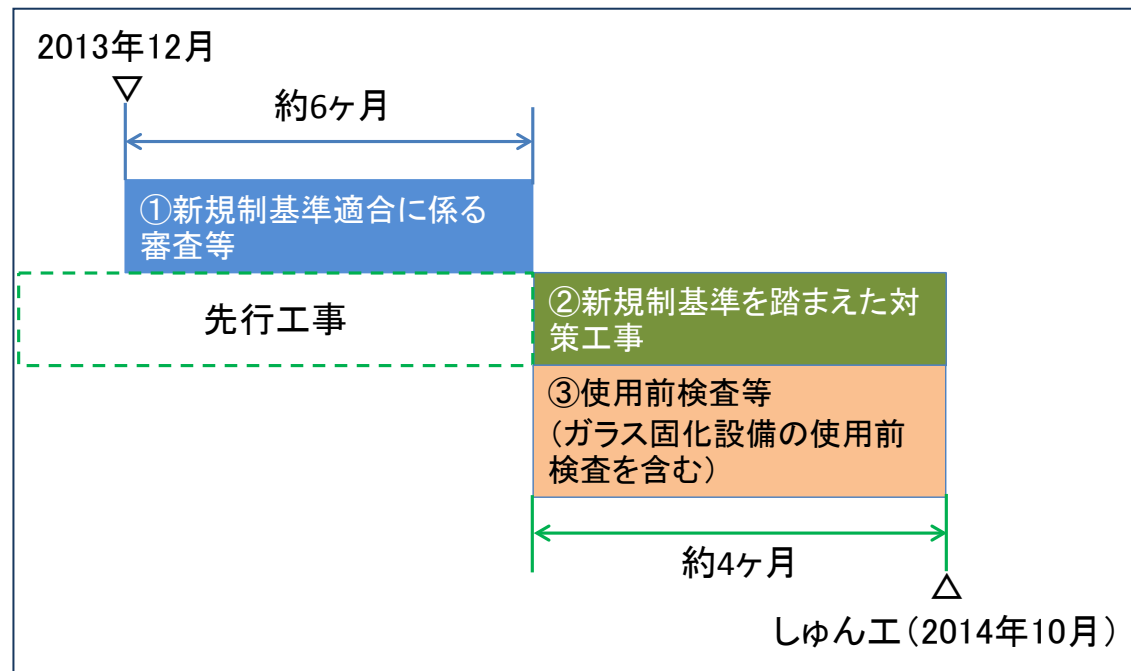 2013年12月
▽
約6ヶ月
①新規制基準適合に係る
審査等
先行工事
②新規制基準を踏まえた対
策工事
③使用前検査等
（ガラス固化設備の使用前
検査を含む）
約4ヶ月
△
しゅん工（2014年10月）